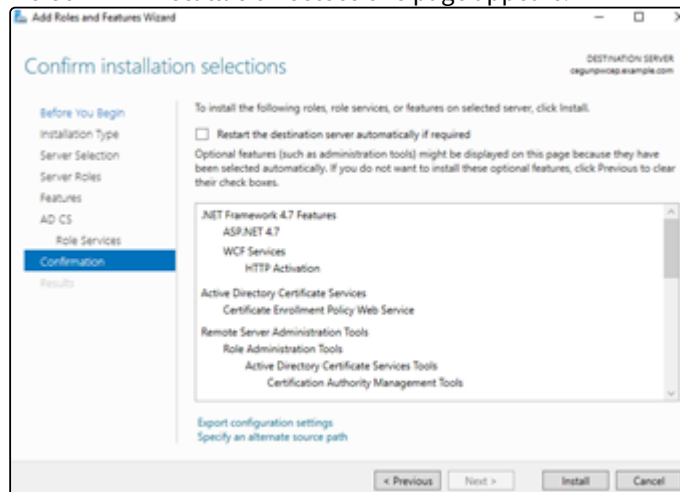 Add Roles and Features Wizard
Confirm installation selections
DESTINATION SERVER
Before You Begin
Installation Type
Server Selection
Server Roles
Features
AD CS
Role Services
Confirmation
Results
To install the following roles, role services, or features on selected server, click Install.
Restart the destination server automatically if required
Optional features (such as administration tools) might be displayed on this page because they have
been selected automatically. If you do not want to install these optional features, click Previous to clear
their check boxes.
.NET Framework 4.7 Features
ASP.NET 4.7
WCF Services
HTTP Activation
Active Directory Certificate Services
Certificate Enrollment Policy Web Service
Remote Server Administration Tools
Role Administration Tools
Active Directory Certificate Services Tools
Certification Authority Management Tools
Export configuration settings
Specify an alternate source path
< Previous
Next >
Install
Cancel